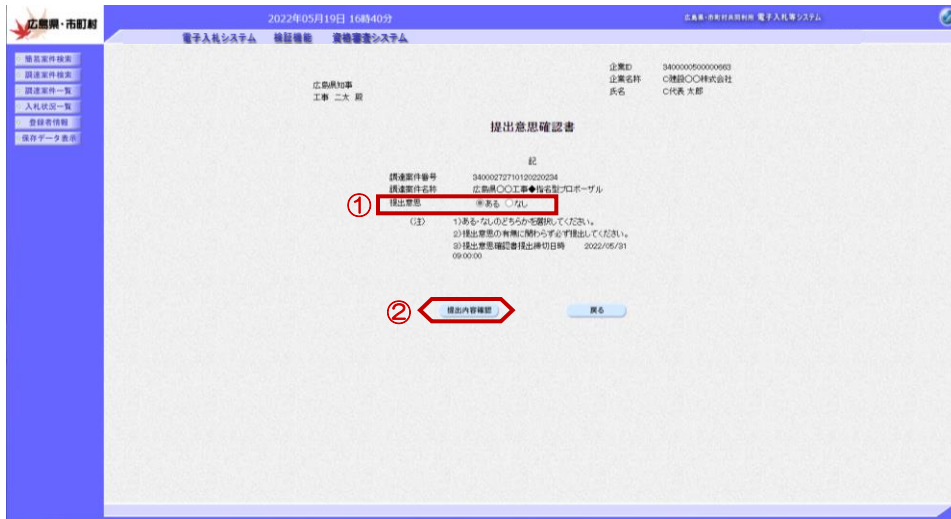 広島県・市町村
2022年05月19日 16時40分
広島県・市町村共同利用 電子入札等システム
電子入札システム 検証機能 資格審査システム
簡易案件検索
調達案件検索
調達案件一覧
入札状況一覧
登録者情報
保存データ表示
企業ID 3400000500000663
企業名称 C建設〇〇株式会社
氏名 C代表 太郎
広島県知事
工事 二太 殿
提出意思確認書
記
調達案件番号 34000272710120220234
調達案件名称 広島県〇〇工事◆指名型プロポーザル
① 提出意思 ある なし
(注) 1)ある・なしのどちらかを選択してください。
2)提出意思の有無に関わらず必ず提出してください。
3)提出意思確認書提出締切日時 2022/05/31
09:00:00
② 提出内容確認 戻る